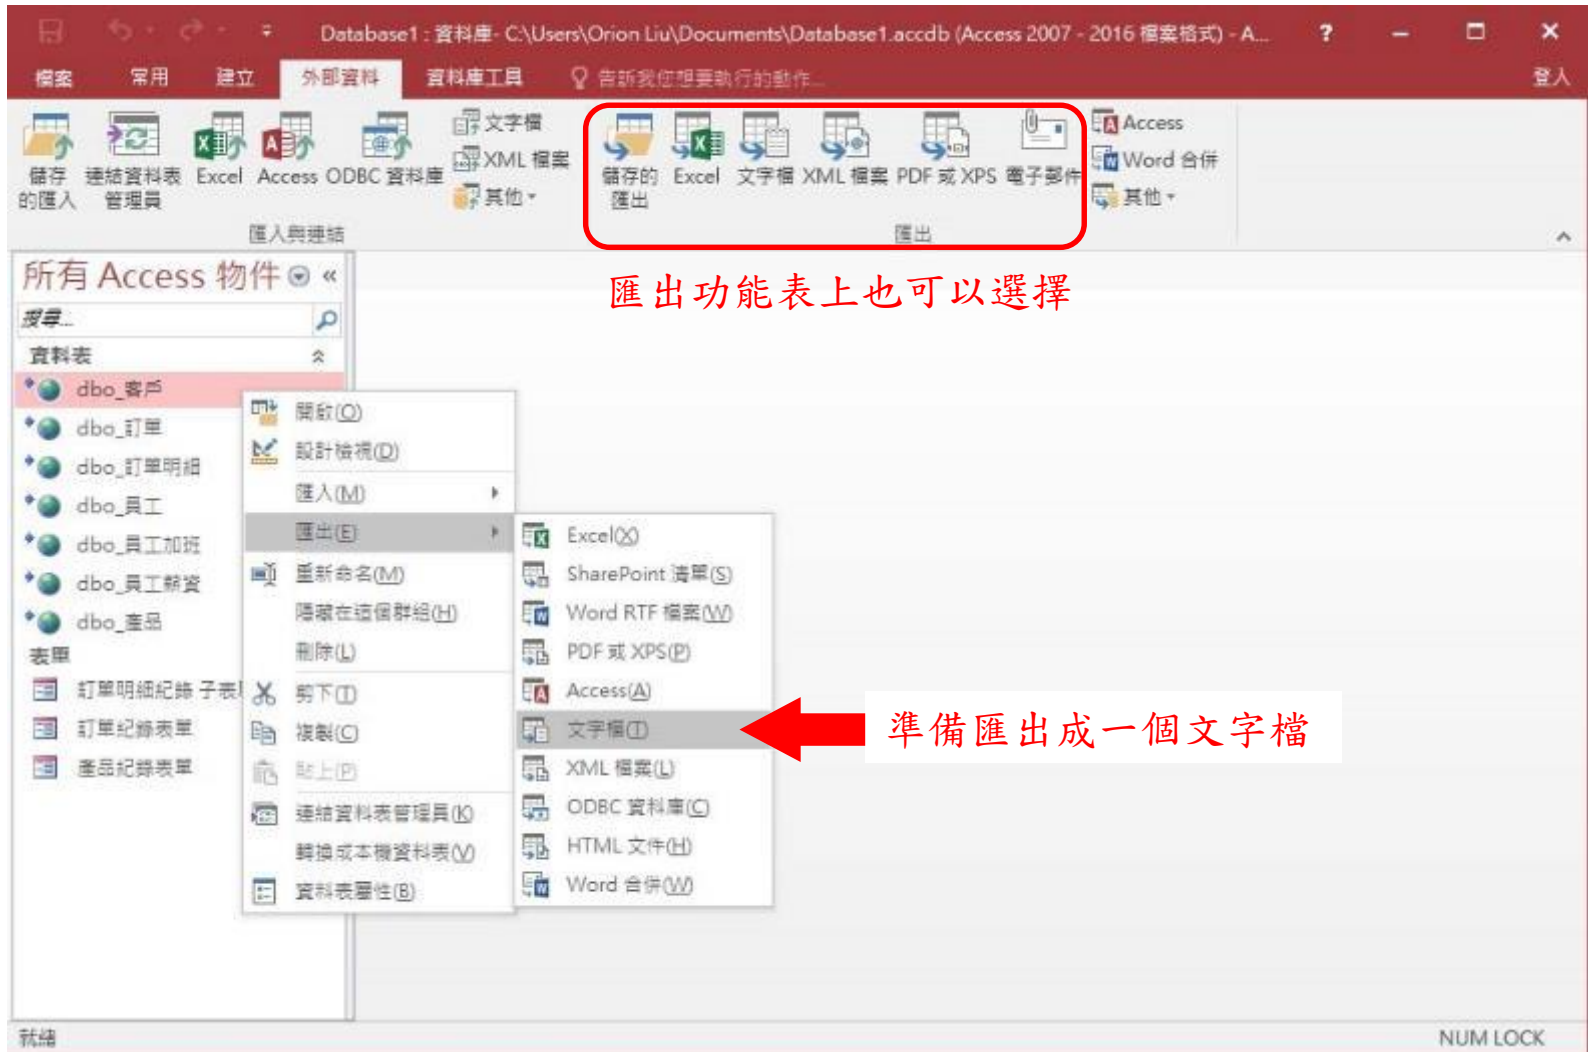 Database1 : 資料庫- C:\Users\Orion Liu\Documents\Database1.accdb (Access 2007 - 2016 檔案格式) - A...
?
檔案 常用 建立 外部資料 資料庫工具 告訴我您想要執行的動作... 登入
儲存的匯入
連結資料表管理員
Excel
Access
ODBC 資料庫
文字檔
XML 檔案
其他
匯入與連結
儲存的匯出
Excel
文字檔
XML 檔案
PDF 或 XPS
電子郵件
Access
Word 合併
其他
匯出
匯出功能表上也可以選擇
所有 Access 物件 «
搜尋...
資料表
dbo_客戶
dbo_訂單
dbo_訂單明細
dbo_員工
dbo_員工加班
dbo_員工薪資
dbo_產品
表單
訂單明細紀錄 子表
訂單紀錄表單
產品紀錄表單
開啟(O)
設計檢視(D)
匯入(M)
匯出(E)
重新命名(M)
隱藏在這個群組(H)
刪除(L)
剪下(T)
複製(C)
貼上(P)
連結資料表管理員(K)
轉換成本機資料表(V)
資料表屬性(B)
Excel(X)
SharePoint 清單(S)
Word RTF 檔案(W)
PDF 或 XPS(P)
Access(A)
文字檔(T)
XML 檔案(L)
ODBC 資料庫(C)
HTML 文件(H)
Word 合併(W)
準備匯出成一個文字檔
就緒
NUM LOCK